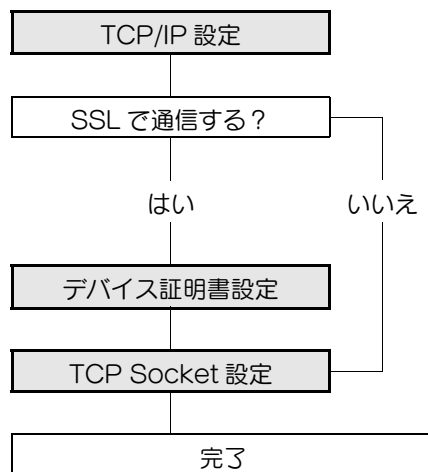 TCP/IP 設定
SSL で通信する？
はい
いいえ
デバイス証明書設定
TCP Socket 設定
完了